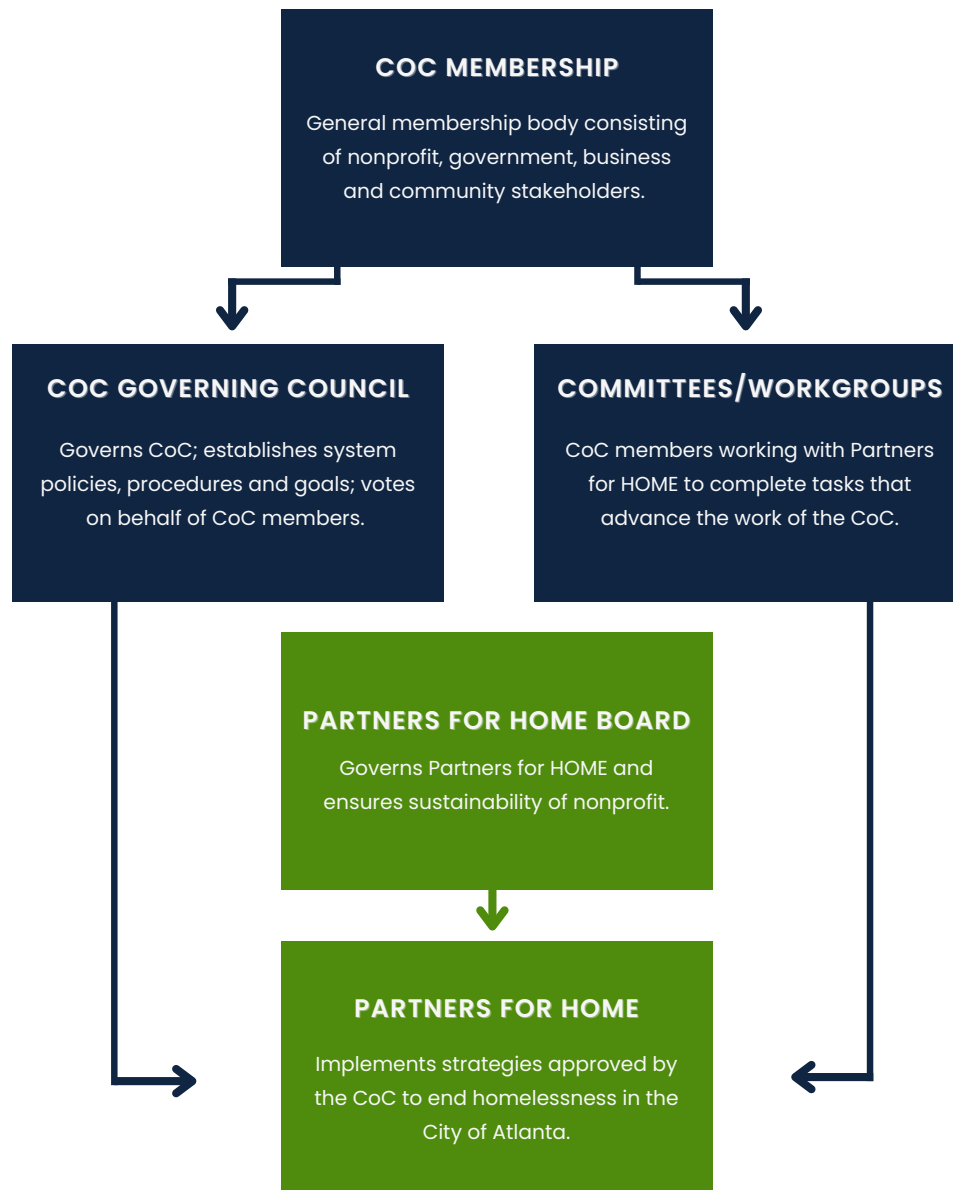 COC MEMBERSHIP
General membership body consisting
of nonprofit, government, business
and community stakeholders.
COC GOVERNING COUNCIL
Governs CoC; establishes system
policies, procedures and goals; votes
on behalf of CoC members.
COMMITTEES/WORKGROUPS
CoC members working with Partners
for HOME to complete tasks that
advance the work of the CoC.
PARTNERS FOR HOME BOARD
Governs Partners for HOME and
ensures sustainability of nonprofit.
PARTNERS FOR HOME
Implements strategies approved by
the CoC to end homelessness in the
City of Atlanta.